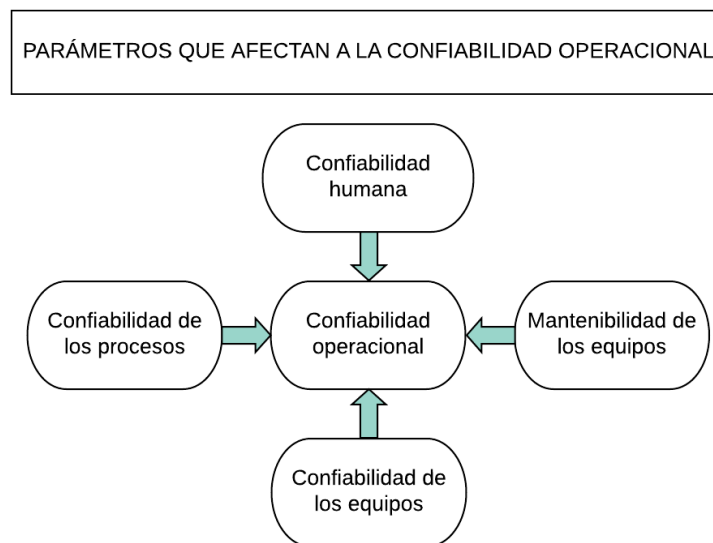 PARÁMETROS QUE AFECTAN A LA CONFIABILIDAD OPERACIONAL
Confiabilidad
humana
Confiabilidad de
los procesos
Confiabilidad
operacional
Mantenibilidad de
los equipos
Confiabilidad de
los equipos